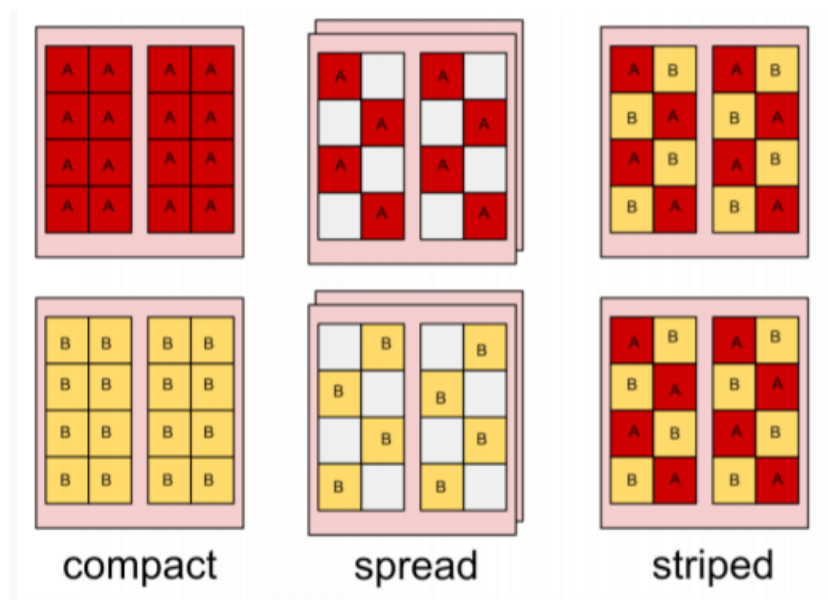 A A A A A B A B
A A A A A B A B A A
A A A A A A A B A B
A A A A A A B A B A
B B B B B B A B A B
B B B B B B B A B A
B B B B B B A B A B
B B B B B B B A B A
compact spread striped